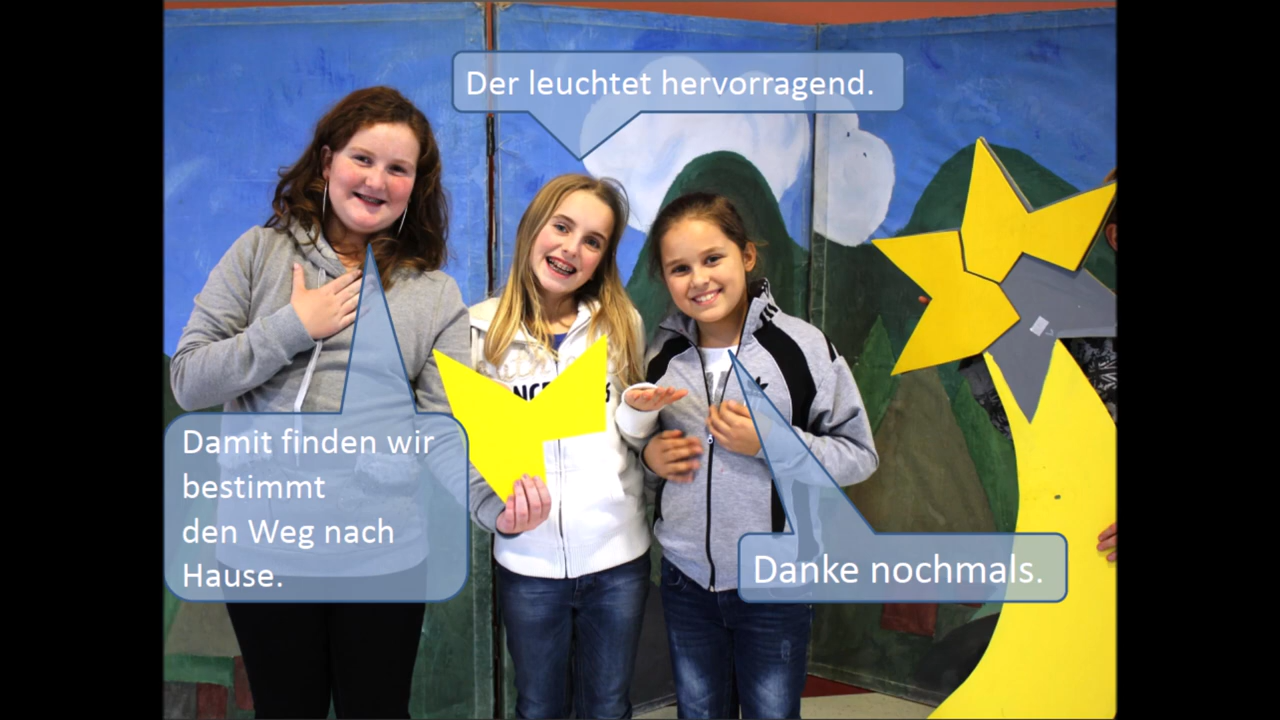 Der leuchtet hervorragend.
Damit finden wir
bestimmt
den Weg nach
Hause.
Danke nochmals.